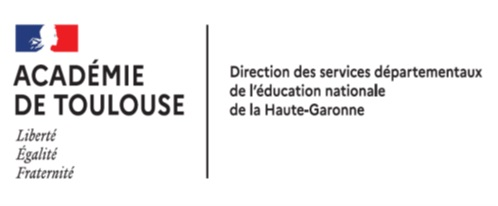 ACADÉMIE
DE TOULOUSE
Liberté
Égalité
Fraternité
Direction des services départementaux
de l'éducation nationale
de la Haute-Garonne